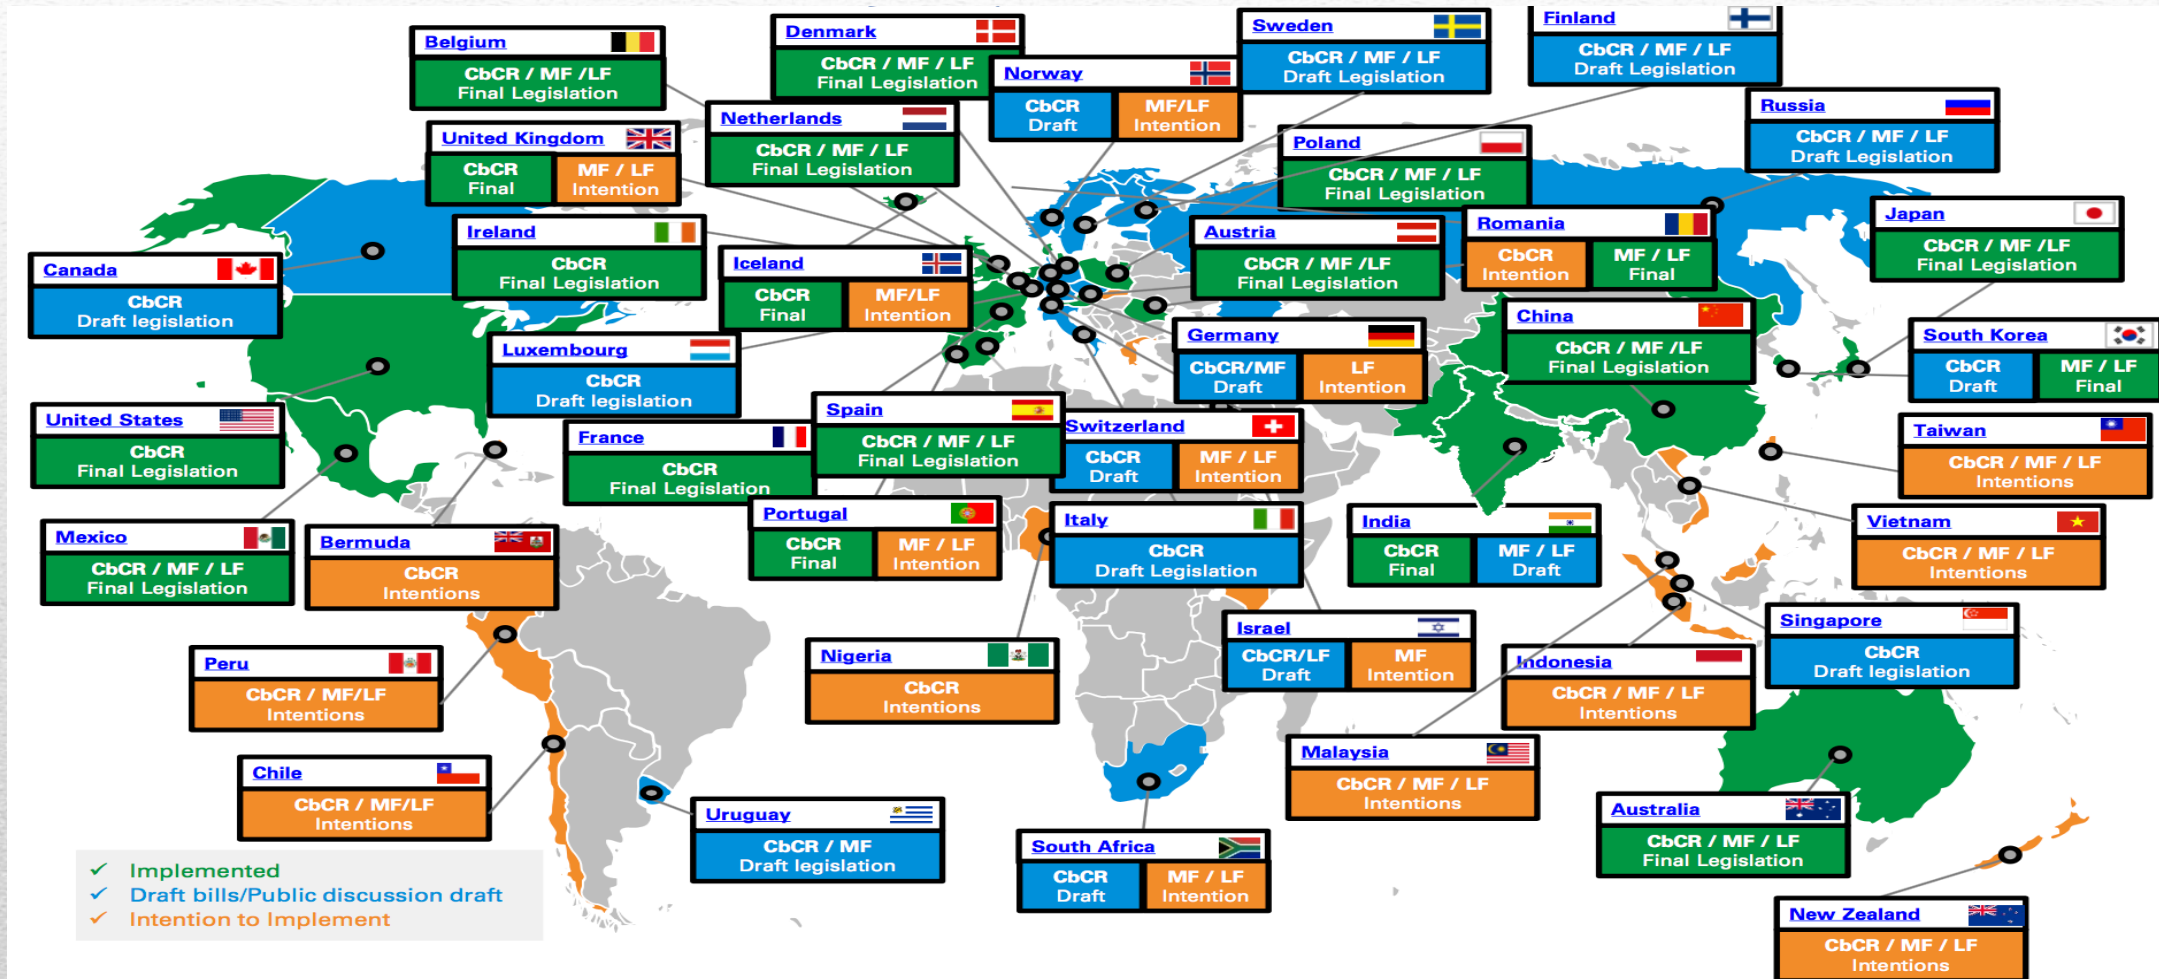 Belgium
CbCR / MF /LF
Final Legislation
Denmark
CbCR / MF / LF
Final Legislation
Norway
CbCR
Draft
MF/LF
Intention
Sweden
CbCR / MF / LF
Draft Legislation
Finland
CbCR / MF / LF
Draft Legislation
Russia
CbCR / MF / LF
Draft Legislation
United Kingdom
CbCR
Final
MF / LF
Intention
Netherlands
CbCR / MF / LF
Final Legislation
Poland
CbCR / MF / LF
Final Legislation
Japan
CbCR / MF /LF
Final Legislation
Canada
CbCR
Draft legislation
Ireland
CbCR
Final Legislation
Iceland
CbCR
Final
MF/LF
Intention
Austria
CbCR / MF /LF
Final Legislation
Romania
CbCR
Intention
MF / LF
Final
Luxembourg
CbCR
Draft legislation
Germany
CbCR/MF
Draft
LF
Intention
China
CbCR / MF /LF
Final Legislation
South Korea
CbCR
Draft
MF / LF
Final
United States
CbCR
Final Legislation
France
CbCR
Final Legislation
Spain
CbCR / MF / LF
Final Legislation
Switzerland
CbCR
Draft
MF / LF
Intention
Taiwan
CbCR / MF / LF
Intentions
Mexico
CbCR / MF / LF
Final Legislation
Bermuda
CbCR
Intentions
Portugal
CbCR
Final
MF / LF
Intention
Italy
CbCR
Draft Legislation
India
CbCR
Final
MF / LF
Draft
Vietnam
CbCR / MF / LF
Intentions
Peru
CbCR / MF/LF
Intentions
Nigeria
CbCR
Intentions
Israel
CbCR/LF
Draft
MF
Intention
Indonesia
CbCR / MF / LF
Intentions
Singapore
CbCR
Draft legislation
Chile
CbCR / MF/LF
Intentions
Uruguay
CbCR / MF
Draft legislation
South Africa
CbCR
Draft
MF / LF
Intention
Malaysia
CbCR / MF / LF
Intentions
Australia
CbCR / MF / LF
Final Legislation
New Zealand
CbCR / MF / LF
Intentions
✓ Implemented
✓ Draft bills/Public discussion draft
✓ Intention to Implement